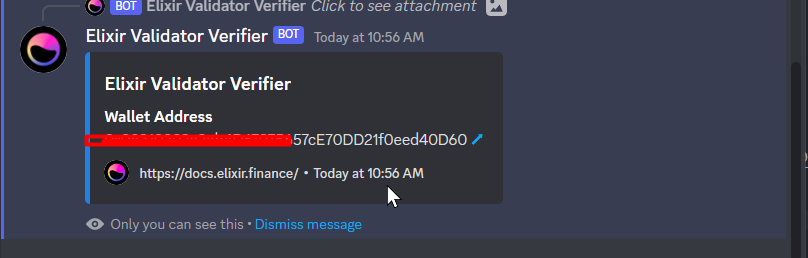 BOT Elixir Validator Verifier Click to see attachment
Elixir Validator Verifier BOT Today at 10:56 AM
Elixir Validator Verifier
Wallet Address
57cE70DD21f0eed40D60
https://docs.elixir.finance/ • Today at 10:56 AM
Only you can see this • Dismiss message